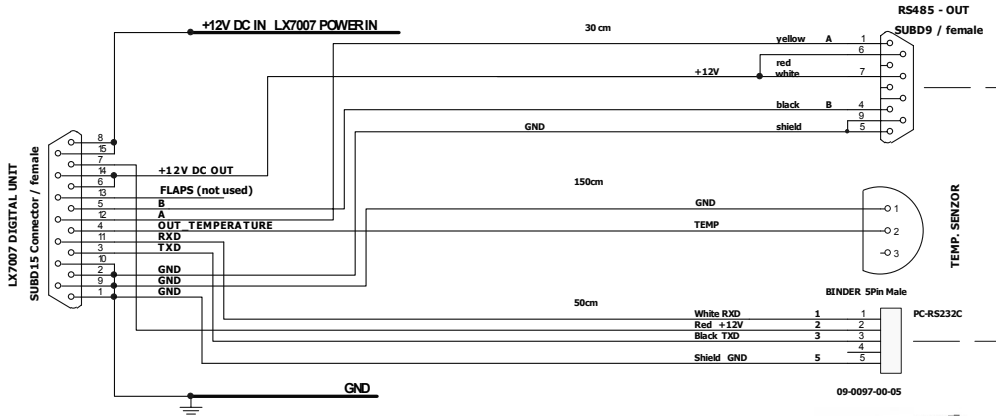 RS485 - OUT
SUBD9 / female
+12V DC IN LX7007 POWER IN
30 cm
yellow A 1
6
red
+12V white 7
black B 4
9
GND shield 5
LX7007 DIGITAL UNIT
SUBD15 Connector / female
8
15
7
14 +12V DC OUT
6
13 FLAPS (not used)
5 B
12 A
4 OUT_TEMPERATURE
11 RXD
3 TXD
10
2 GND
9 GND
1 GND
150cm
GND 1
TEMP 2
3
TEMP. SENZOR
BINDER 5Pin Male
50cm
PC-RS232C
White RXD 1 1
Red +12V 2 2
Black TXD 3 3
4
Shield GND 5 5
09-0097-00-05
GND